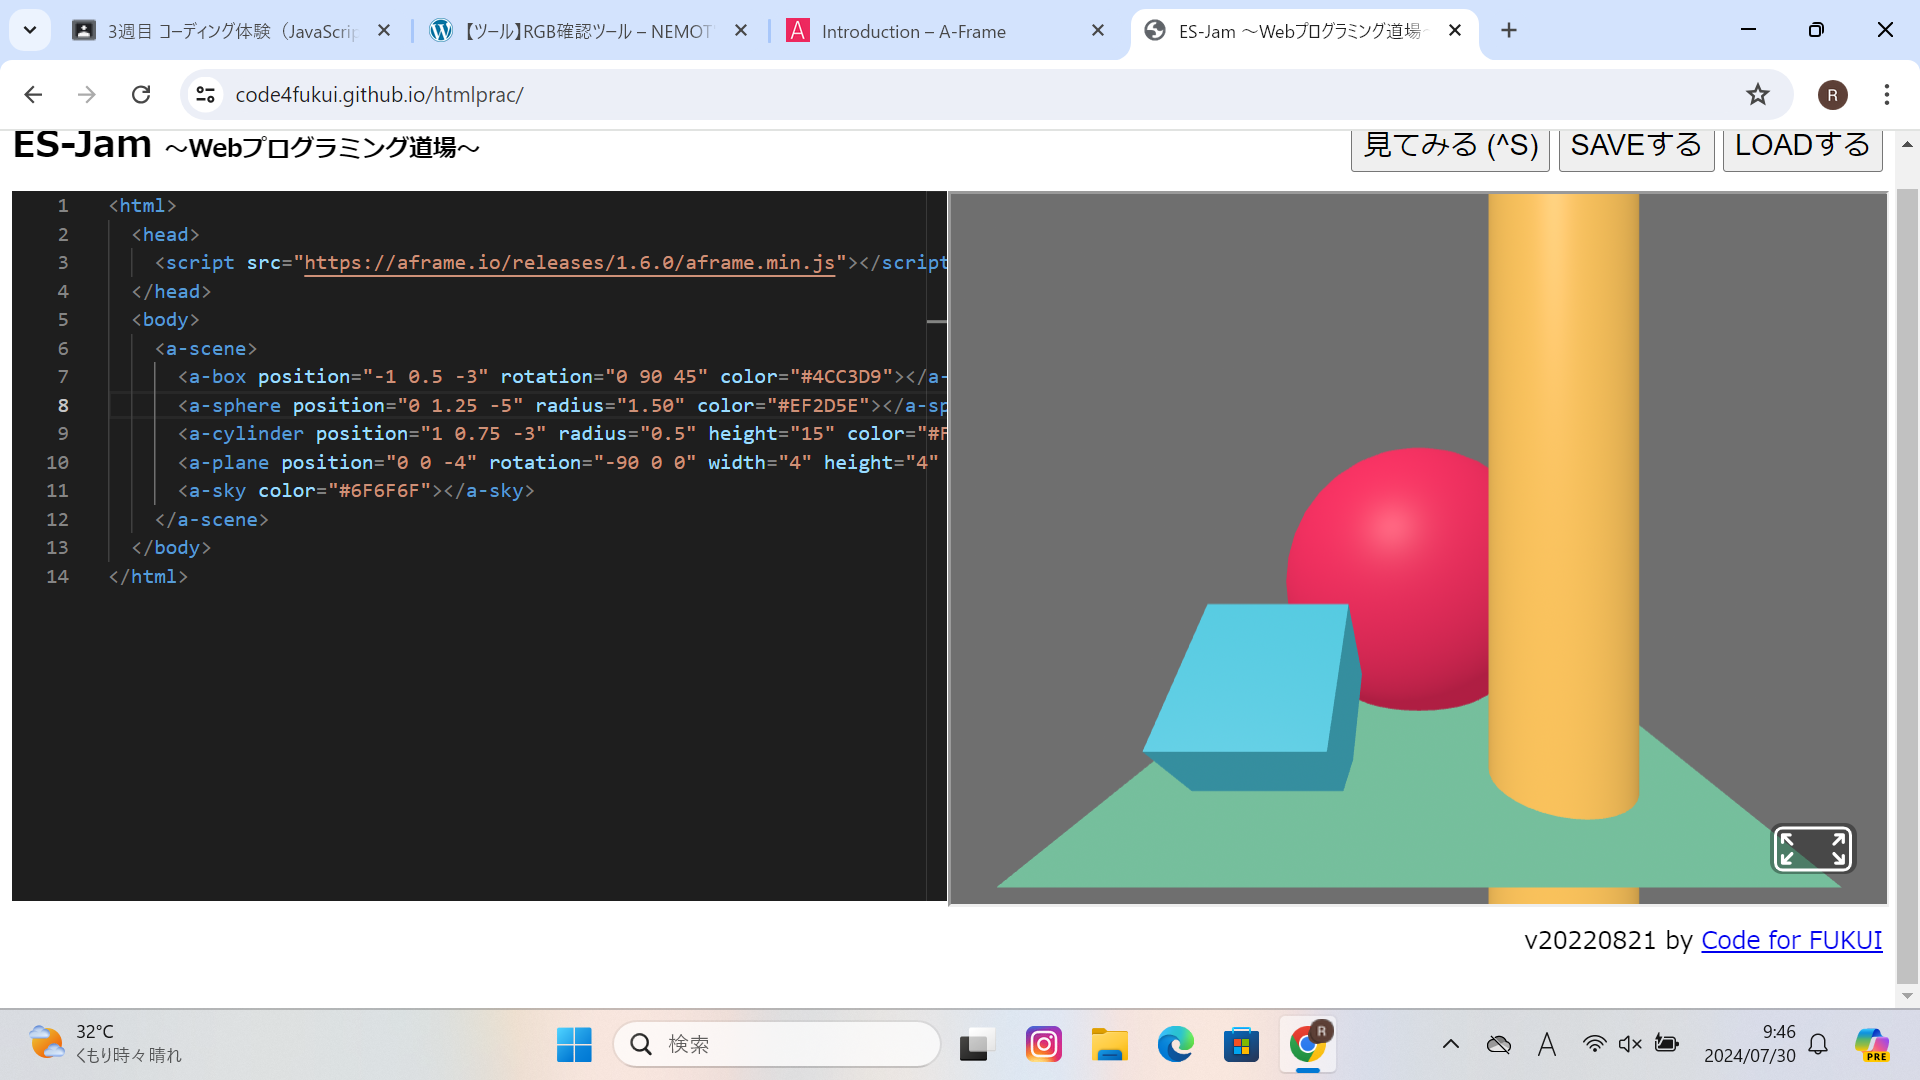 3週目 コーディング体験（JavaScrip
【ツール】RGB確認ツール – NEMOT
Introduction – A-Frame
ES-Jam ～Webプログラミング道場～
code4fukui.github.io/htmlprac/
R
ES-Jam ～Webプログラミング道場～
見てみる (^S)
SAVEする
LOADする
1 <html>
2 <head>
3 <script src="https://aframe.io/releases/1.6.0/aframe.min.js"></script
4 </head>
5 <body>
6 <a-scene>
7 <a-box position="-1 0.5 -3" rotation="0 90 45" color="#4CC3D9"></a-
8 <a-sphere position="0 1.25 -5" radius="1.50" color="#EF2D5E"></a-sp
9 <a-cylinder position="1 0.75 -3" radius="0.5" height="15" color="#F
10 <a-plane position="0 0 -4" rotation="-90 0 0" width="4" height="4"
11 <a-sky color="#6F6F6F"></a-sky>
12 </a-scene>
13 </body>
14 </html>
v20220821 by Code for FUKUI
32°C
くもり時々晴れ
検索
R
A
9:46
2024/07/30
PRE